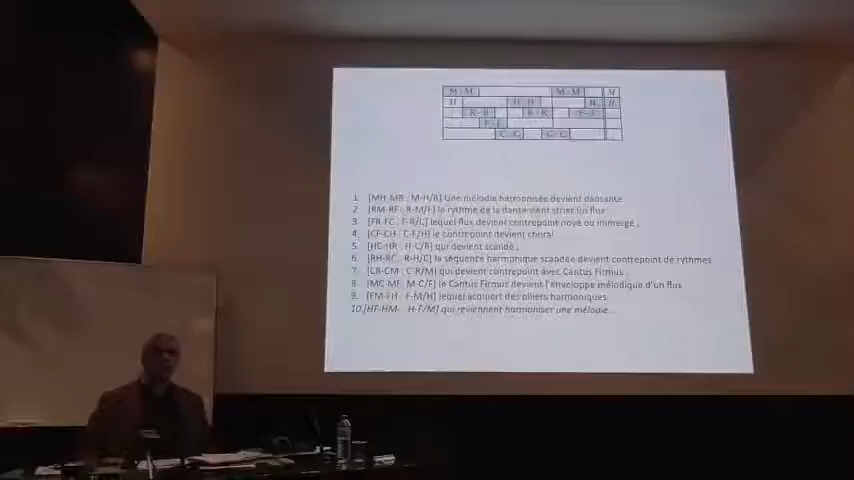 M M M M M
H H H R H
R R R R F F
F F
C C C C
1. [MH-MR : M-H/R] Une mélodie harmonisée devient dansante
2. [RM-RF : R-M/F] le rythme de la danse vient strier un flux
3. [FR-FC : F-R/C] lequel flux devient contrepoint noyé ou immergé ;
4. [CF-CH : C-F/H] le contrepoint devient choral
5. [HC-HR : H-C/R] qui devient scandé ;
6. [RH-RC : R-H/C] la séquence harmonique scandée devient contrepoint de rythmes
7. [CR-CM : C-R/M] qui devient contrepoint avec Cantus Firmus ;
8. [MC-MF : M-C/F] le Cantus Firmus devient l'enveloppe mélodique d'un flux
9. [FM-FH : F-M/H] lequel acquiert des piliers harmoniques
10. [HF-HM- : H-F/M] qui reviennent harmoniser une mélodie...